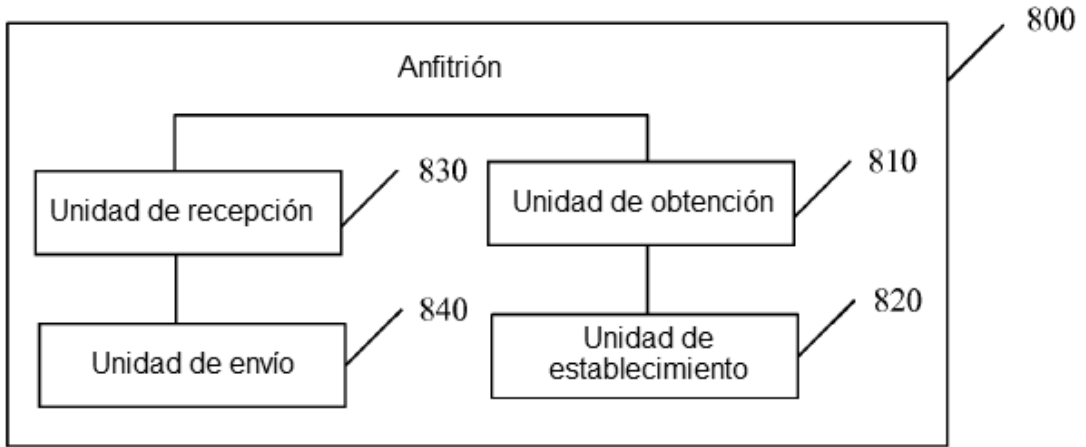 800
Anfitrión
830
810
Unidad de recepción
Unidad de obtención
840
820
Unidad de envío
Unidad de
establecimiento